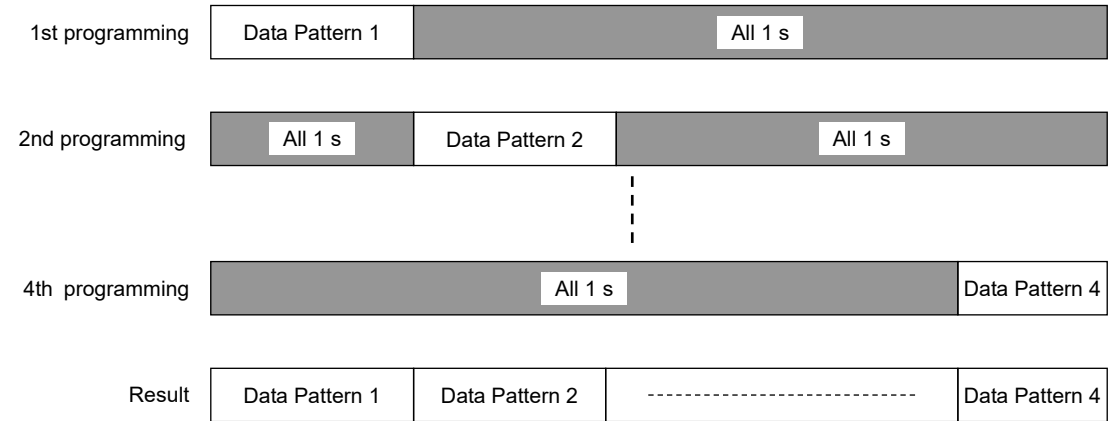 1st programming Data Pattern 1 All 1 s
2nd programming All 1 s Data Pattern 2 All 1 s
4th programming All 1 s Data Pattern 4
Result Data Pattern 1 Data Pattern 2 Data Pattern 4